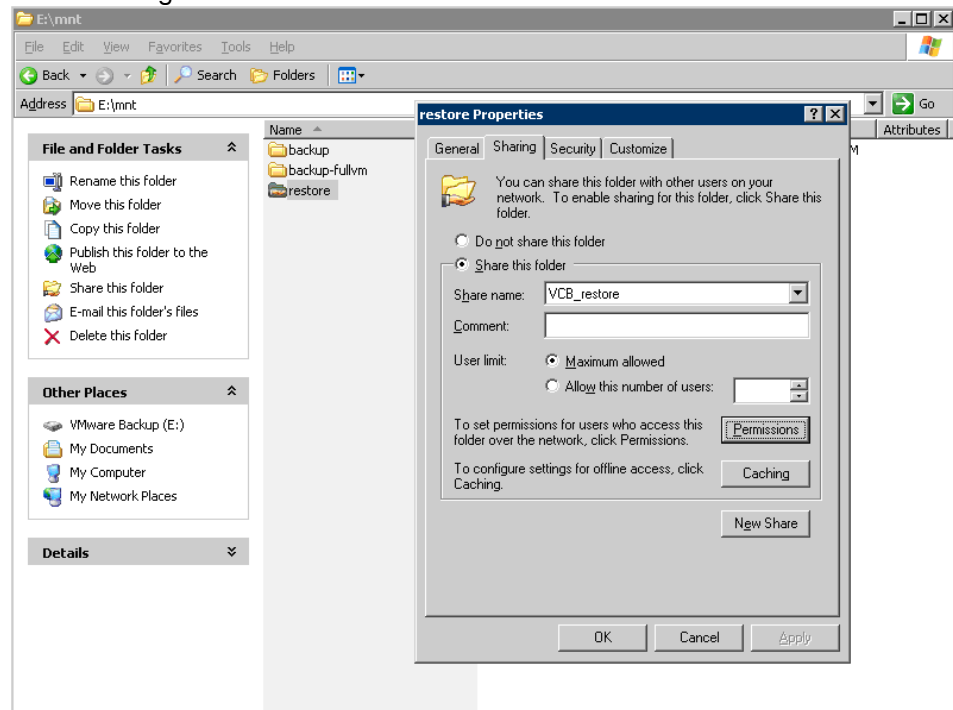 E:\mnt
File Edit View Favorites Tools Help
Back Search Folders
Address E:\mnt Go
Name Attributes
File and Folder Tasks
Rename this folder
Move this folder
Copy this folder
Publish this folder to the
Web
Share this folder
E-mail this folder's files
Delete this folder
Other Places
VMware Backup (E:)
My Documents
My Computer
My Network Places
Details
backup
backup-fullvm
restore
M
restore Properties
General Sharing Security Customize
You can share this folder with other users on your
network. To enable sharing for this folder, click Share this
folder.
Do not share this folder
Share this folder
Share name: VCB_restore
Comment:
User limit: Maximum allowed
Allow this number of users:
To set permissions for users who access this
folder over the network, click Permissions.
Permissions
To configure settings for offline access, click
Caching.
Caching
New Share
OK Cancel Apply